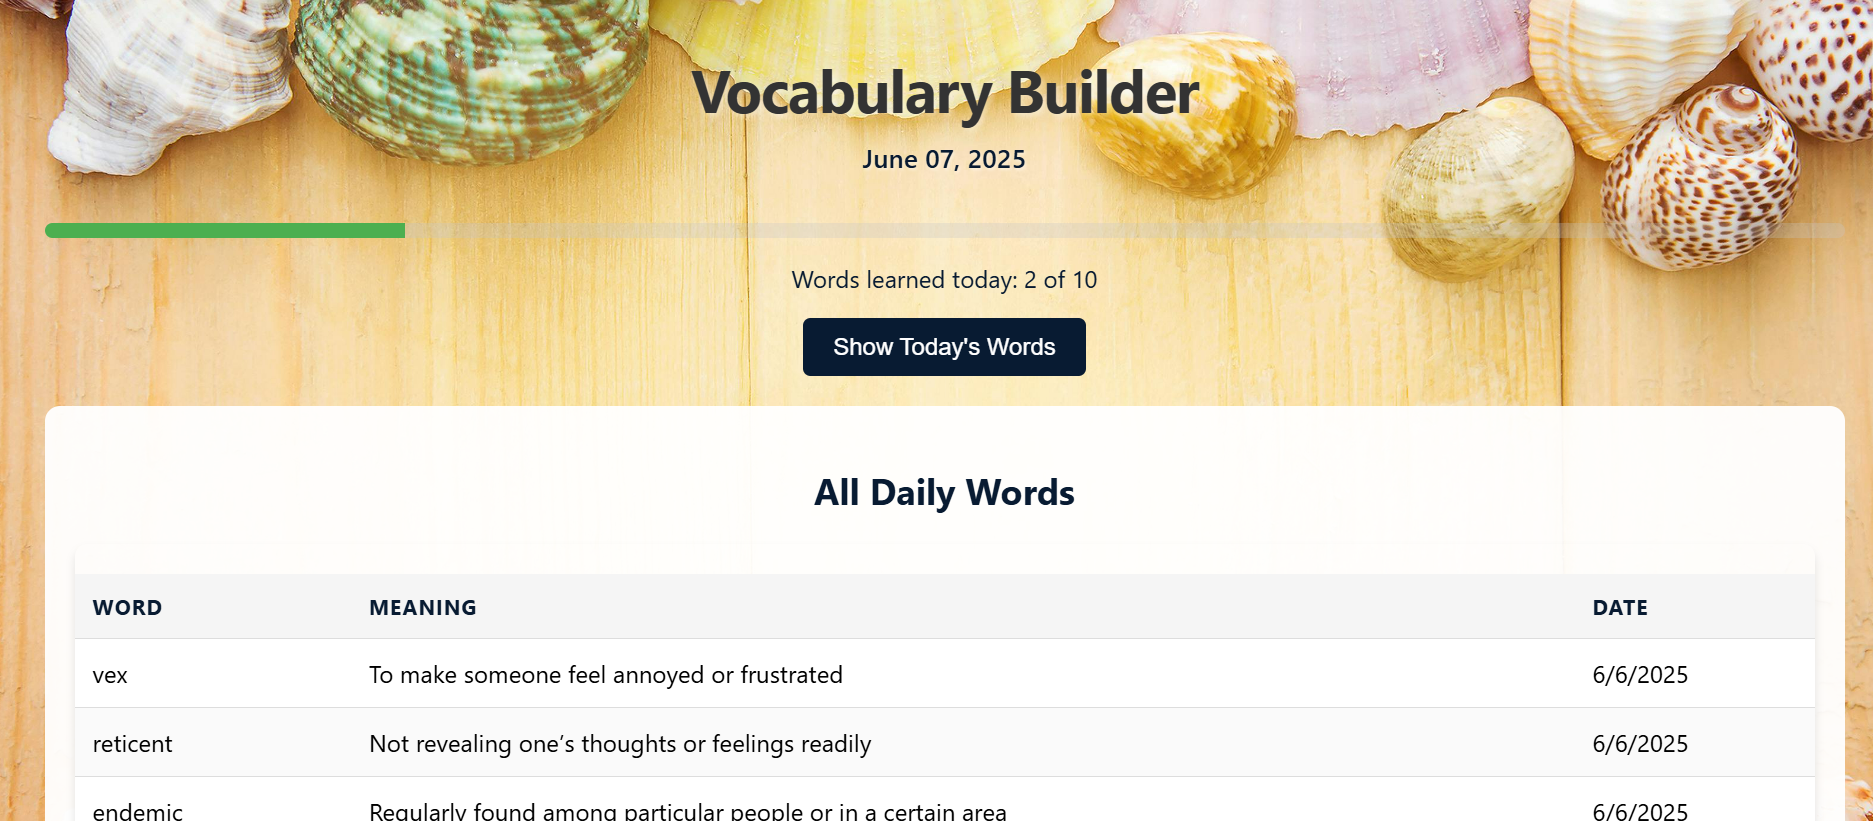 Vocabulary Builder
June 07, 2025
Words learned today: 2 of 10
Show Today's Words
All Daily Words
WORD MEANING DATE
vex To make someone feel annoyed or frustrated 6/6/2025
reticent Not revealing one’s thoughts or feelings readily 6/6/2025
endemic Regularly found among particular people or in a certain area 6/6/2025